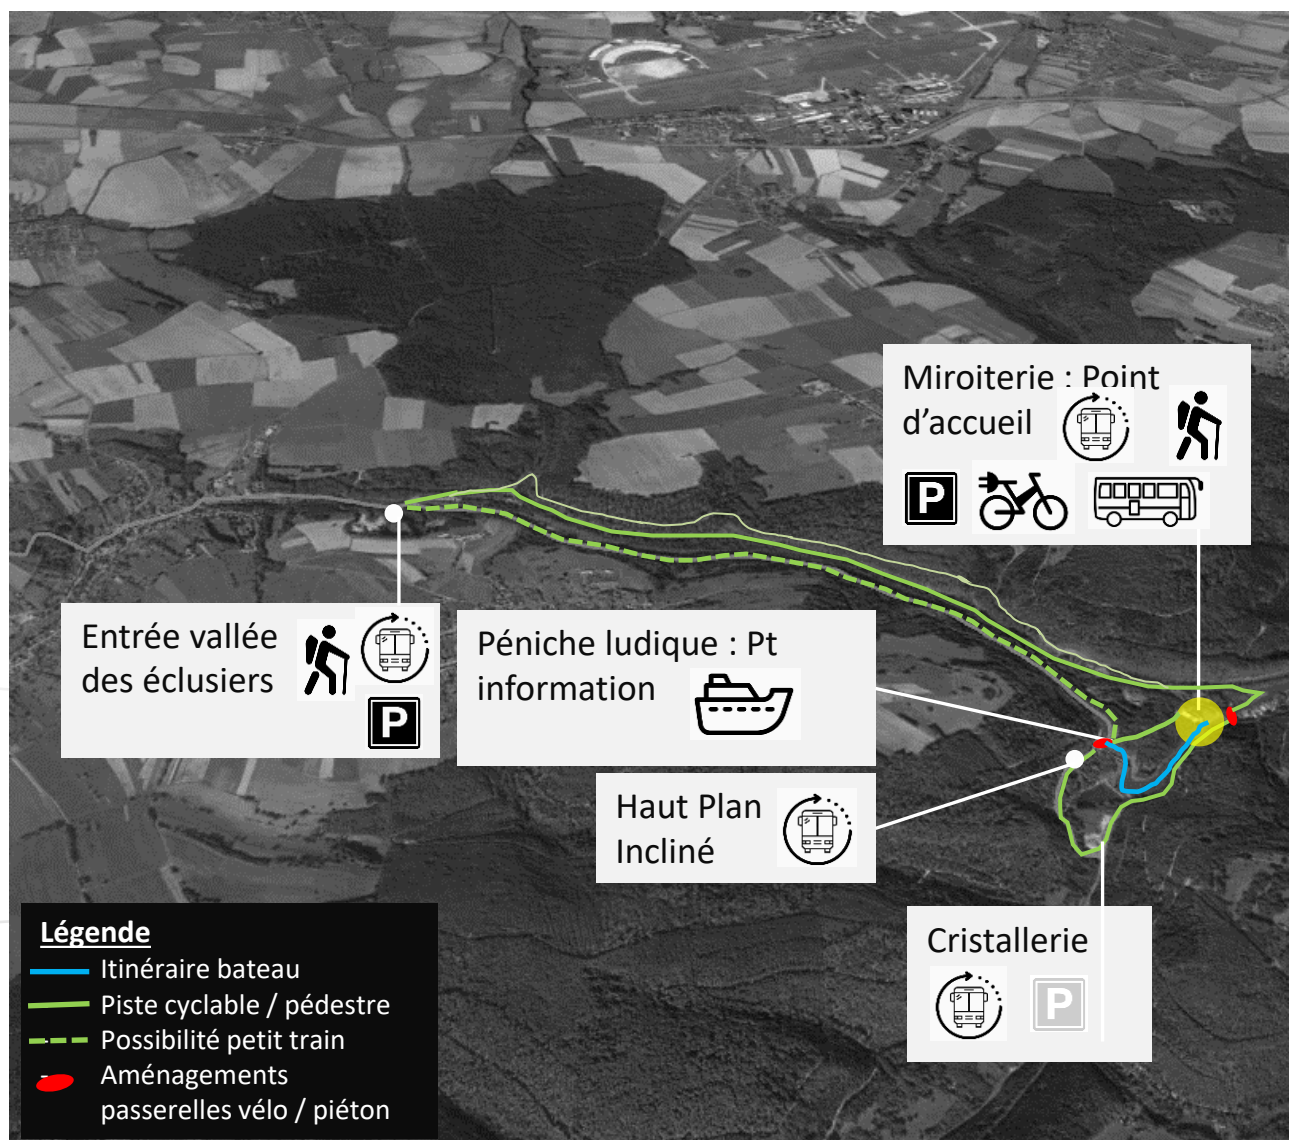 Miroiterie : Point
d’accueil
P
Entrée vallée
des éclusiers
P
Péniche ludique : Pt
information
Haut Plan
Incliné
Cristallerie
P
Légende
Itinéraire bateau
Piste cyclable / pédestre
Possibilité petit train
Aménagements
passerelles vélo / piéton